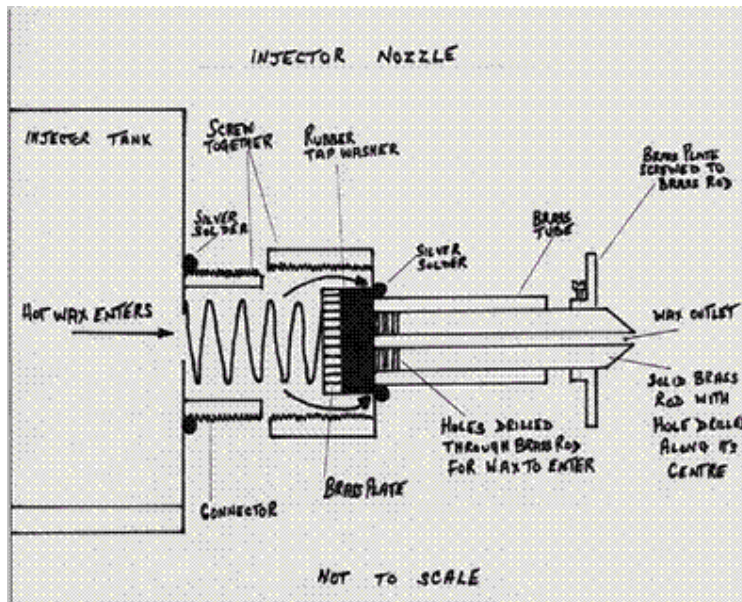 INJECTOR NOZZLE
INJECTOR TANK
SCREW
TOGETHER
RUBBER
TAP WASHER
BRASS PLATE
SCREWED TO
BRASS ROD
SILVER
SOLDER
SILVER
SOLDER
BRASS
TUBE
HOT WAX ENTERS
WAX OUTLET
SOLID BRASS
ROD WITH
HOLE DRILLE
ALONG ITS
CENTRE
HOLES DRILLED
THROUGH BRASS ROD
FOR WAX TO ENTER
BRASS PLATE
CONNECTOR
NOT TO SCALE